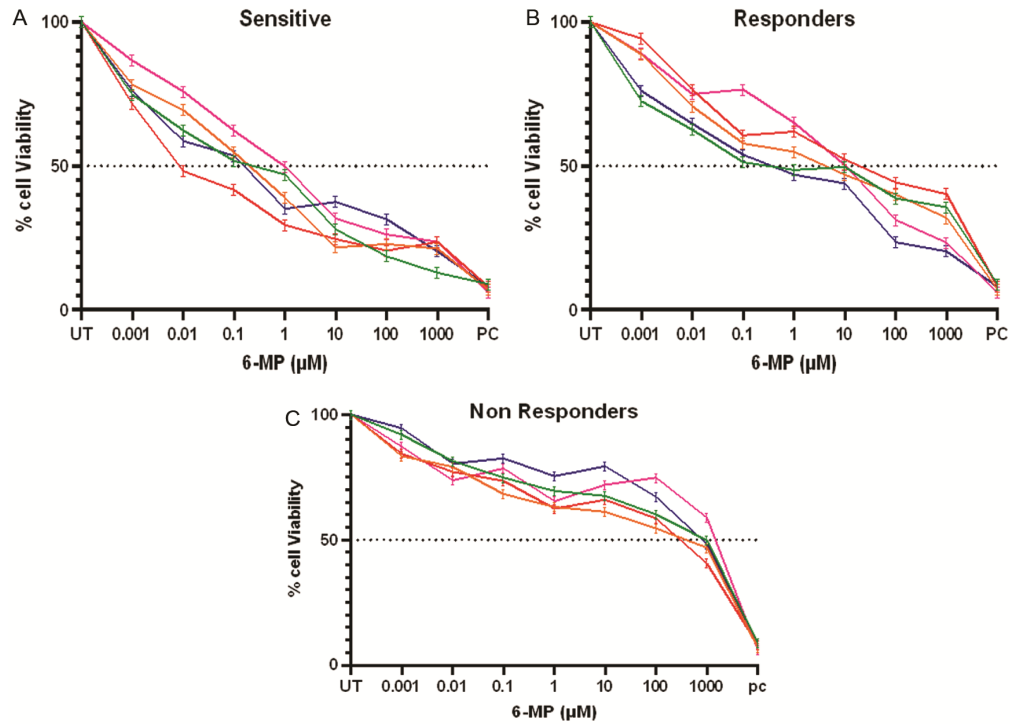 A
Sensitive
100
50
0
% cell Viability
UT 0.001 0.01 0.1 1 10 100 1000 PC
6-MP (µM)
B
Responders
100
50
0
% cell Viability
UT 0.001 0.01 0.1 1 10 100 1000 PC
6-MP (µM)
C
Non Responders
100
50
0
% cell Viability
UT 0.001 0.01 0.1 1 10 100 1000 pc
6-MP (µM)